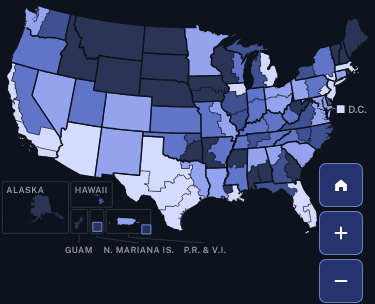 D.C.
ALASKA
HAWAII
GUAM
N. MARIANA IS.
P.R. & V.I.